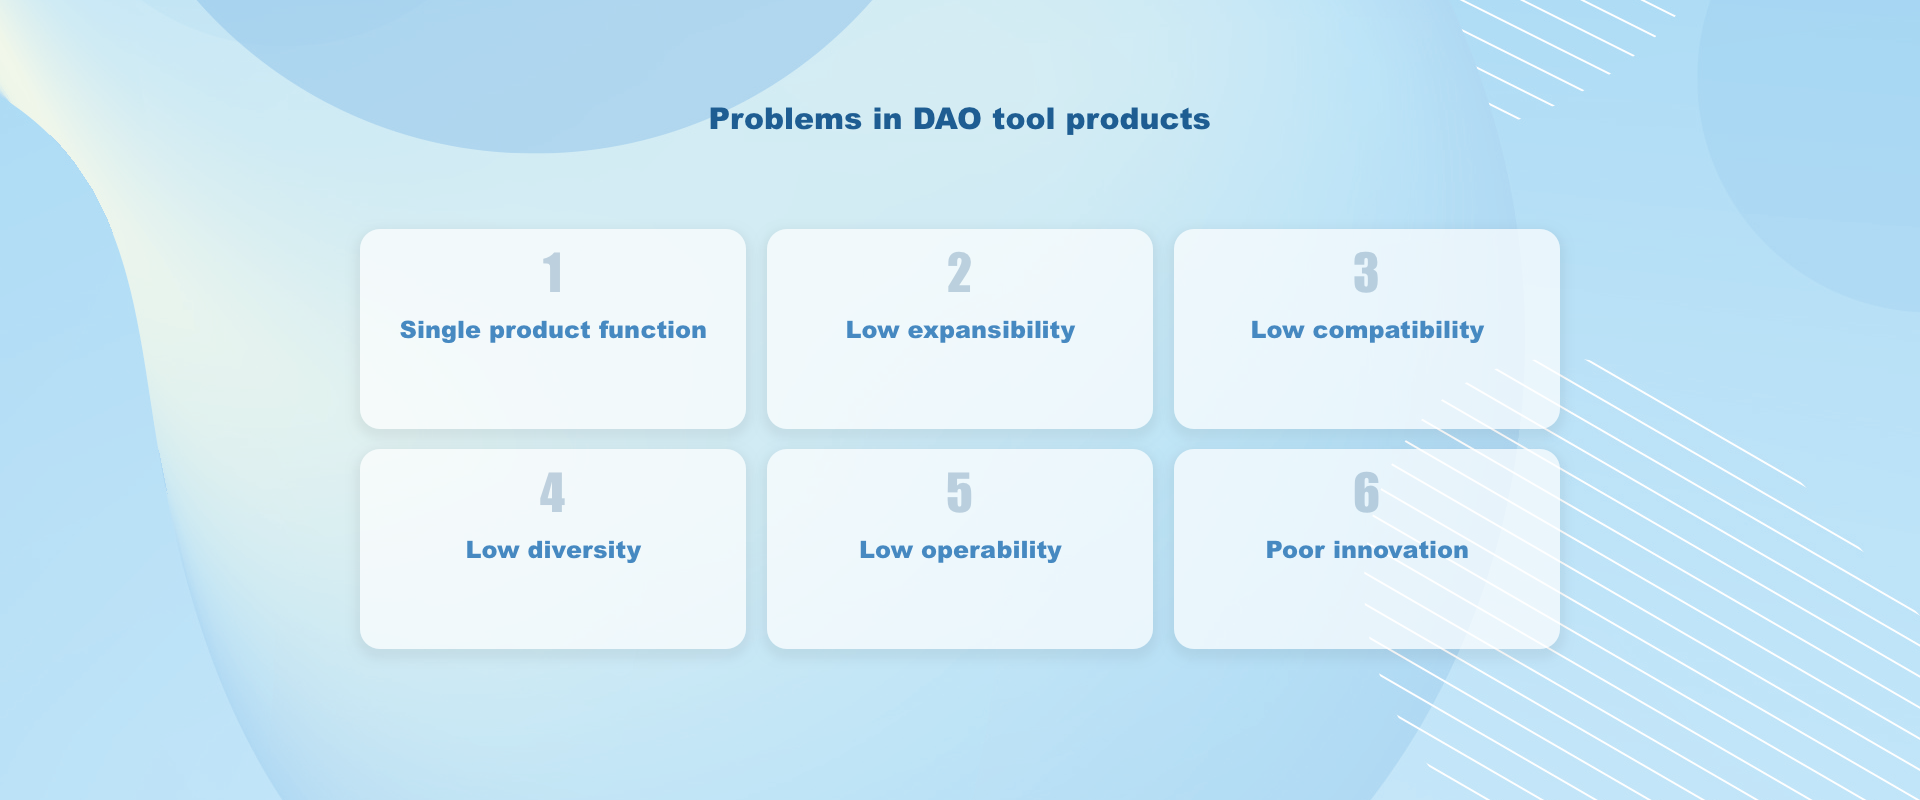 Problems in DAO tool products
1
Single product function
2
Low expansibility
3
Low compatibility
4
Low diversity
5
Low operability
6
Poor innovation